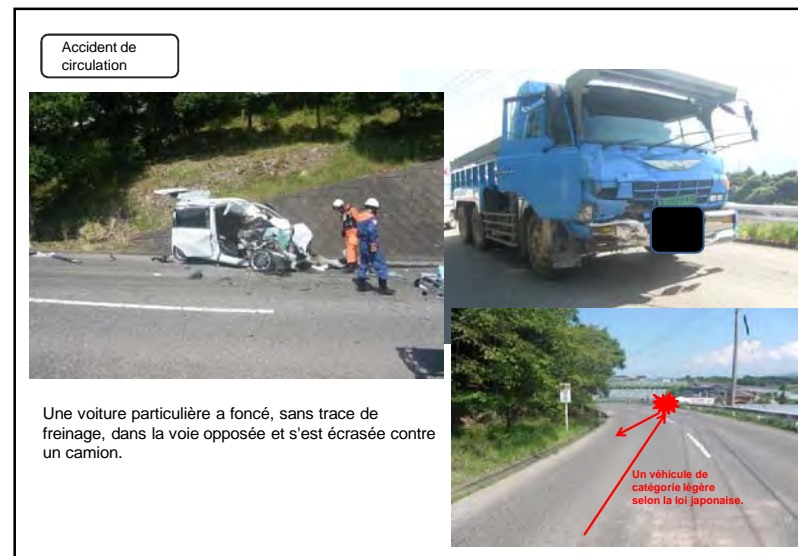 Accident de
circulation
Une voiture particulière a foncé, sans trace de
freinage, dans la voie opposée et s'est écrasée contre
un camion.
Un véhicule de
catégorie légère
selon la loi japonaise.